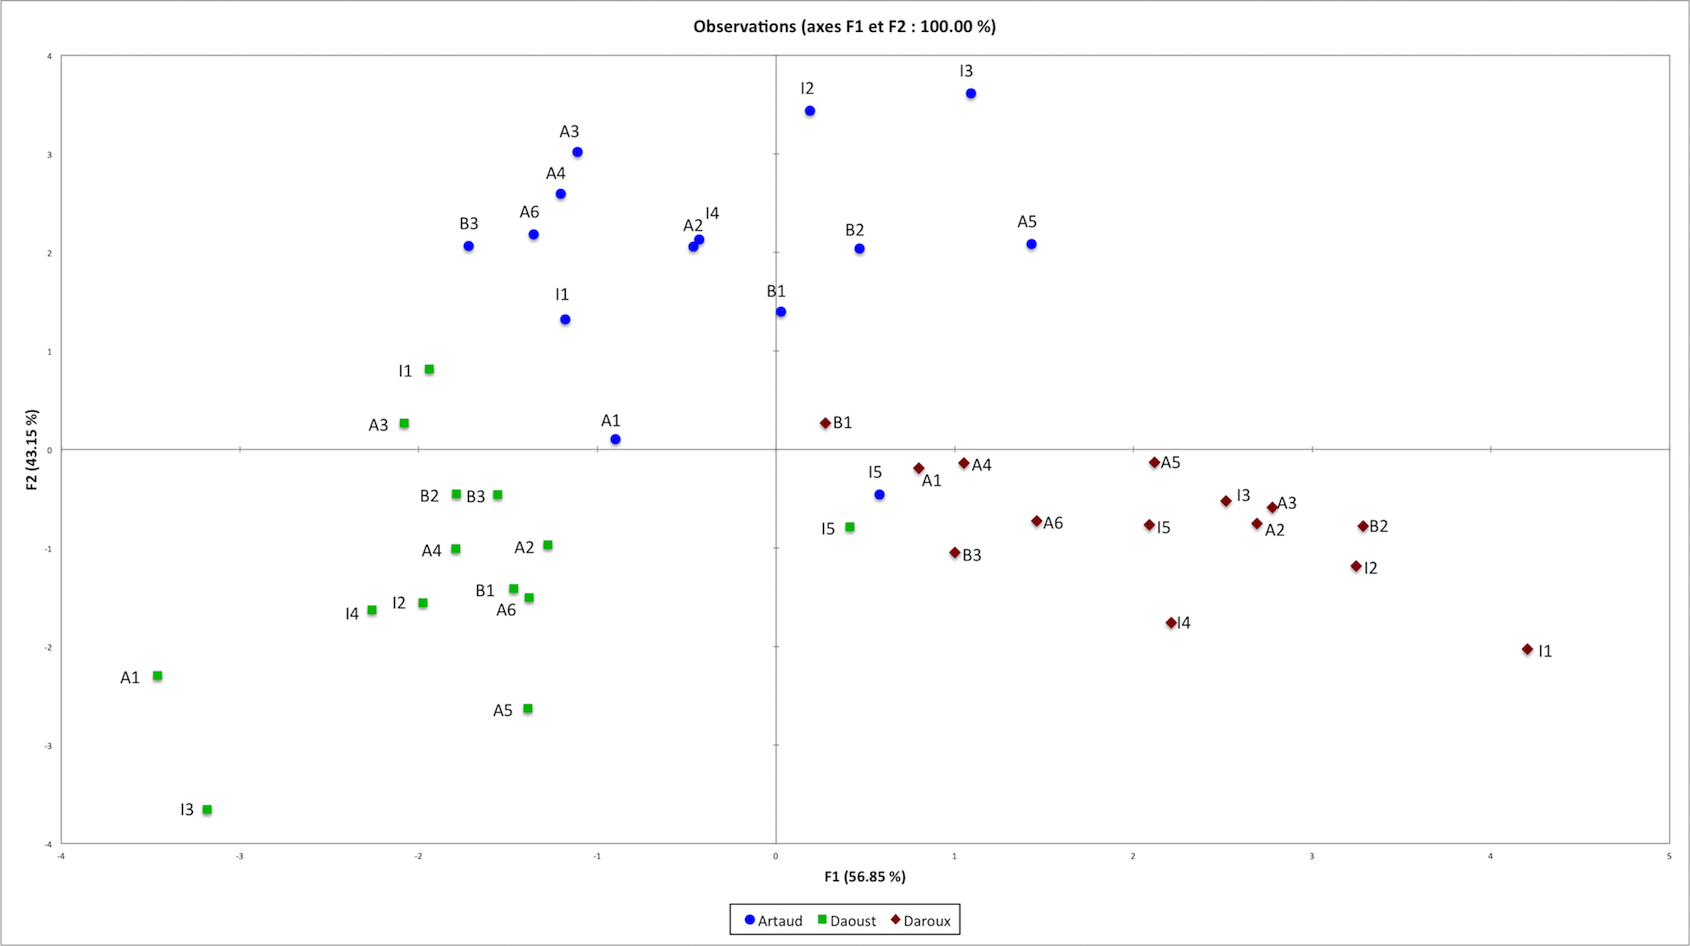 Observations (axes F1 et F2 : 100.00 %)
4
I3
I2
3
A3
A4
A6
I4
B3
A2
A5
B2
2
I1
B1
1
I1
A3
A1
B1
0
I5
A1
A4
A5
B2
B3
I5
A6
I5
I3
A3
A2
B2
-1
A4
A2
B3
I2
B1
A6
I4
I2
I4
-2
A1
I1
A5
-3
I3
-4
F2 (43.15 %)
-4
-3
-2
-1
0
1
2
3
4
5
F1 (56.85 %)
Artaud
Daoust
Daroux